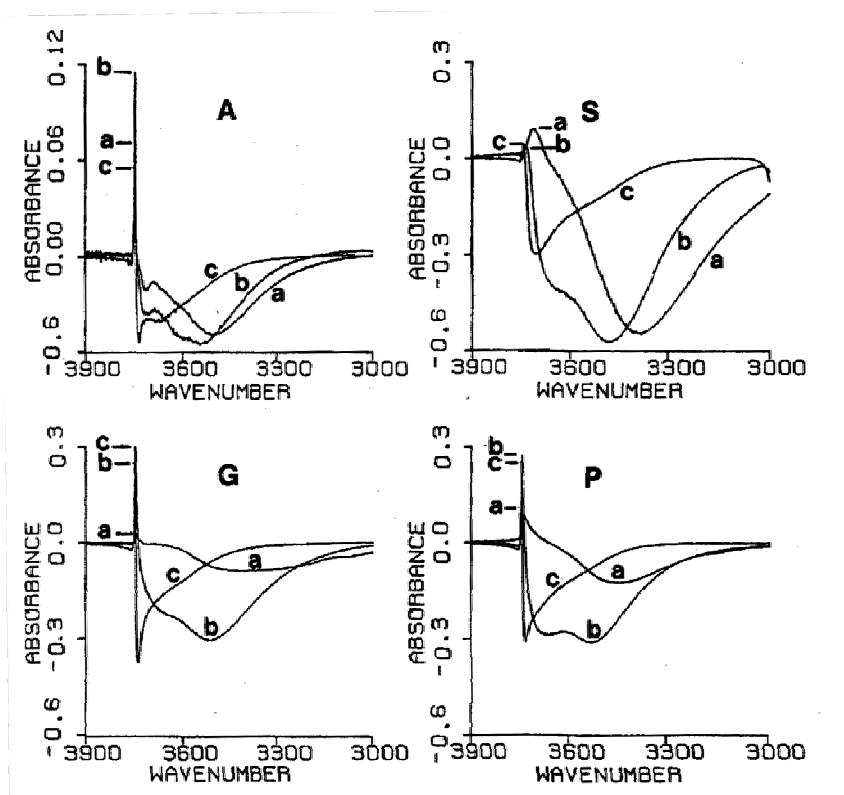 A
ABSORBANCE
0.12
0.06
0.00
-0.6
b
a
c
c
b
a
3900
3600
3300
3000
WAVENUMBER
S
ABSORBANCE
0.3
0.0
-0.3
-0.6
c
a
b
c
b
a
3900
3600
3300
3000
WAVENUMBER
G
ABSORBANCE
0.3
0.0
-0.3
-0.6
c
b
a
a
c
b
3900
3600
3300
3000
WAVENUMBER
P
ABSORBANCE
0.3
0.0
-0.3
-0.6
b
c
a
a
c
b
3900
3600
3300
3000
WAVENUMBER